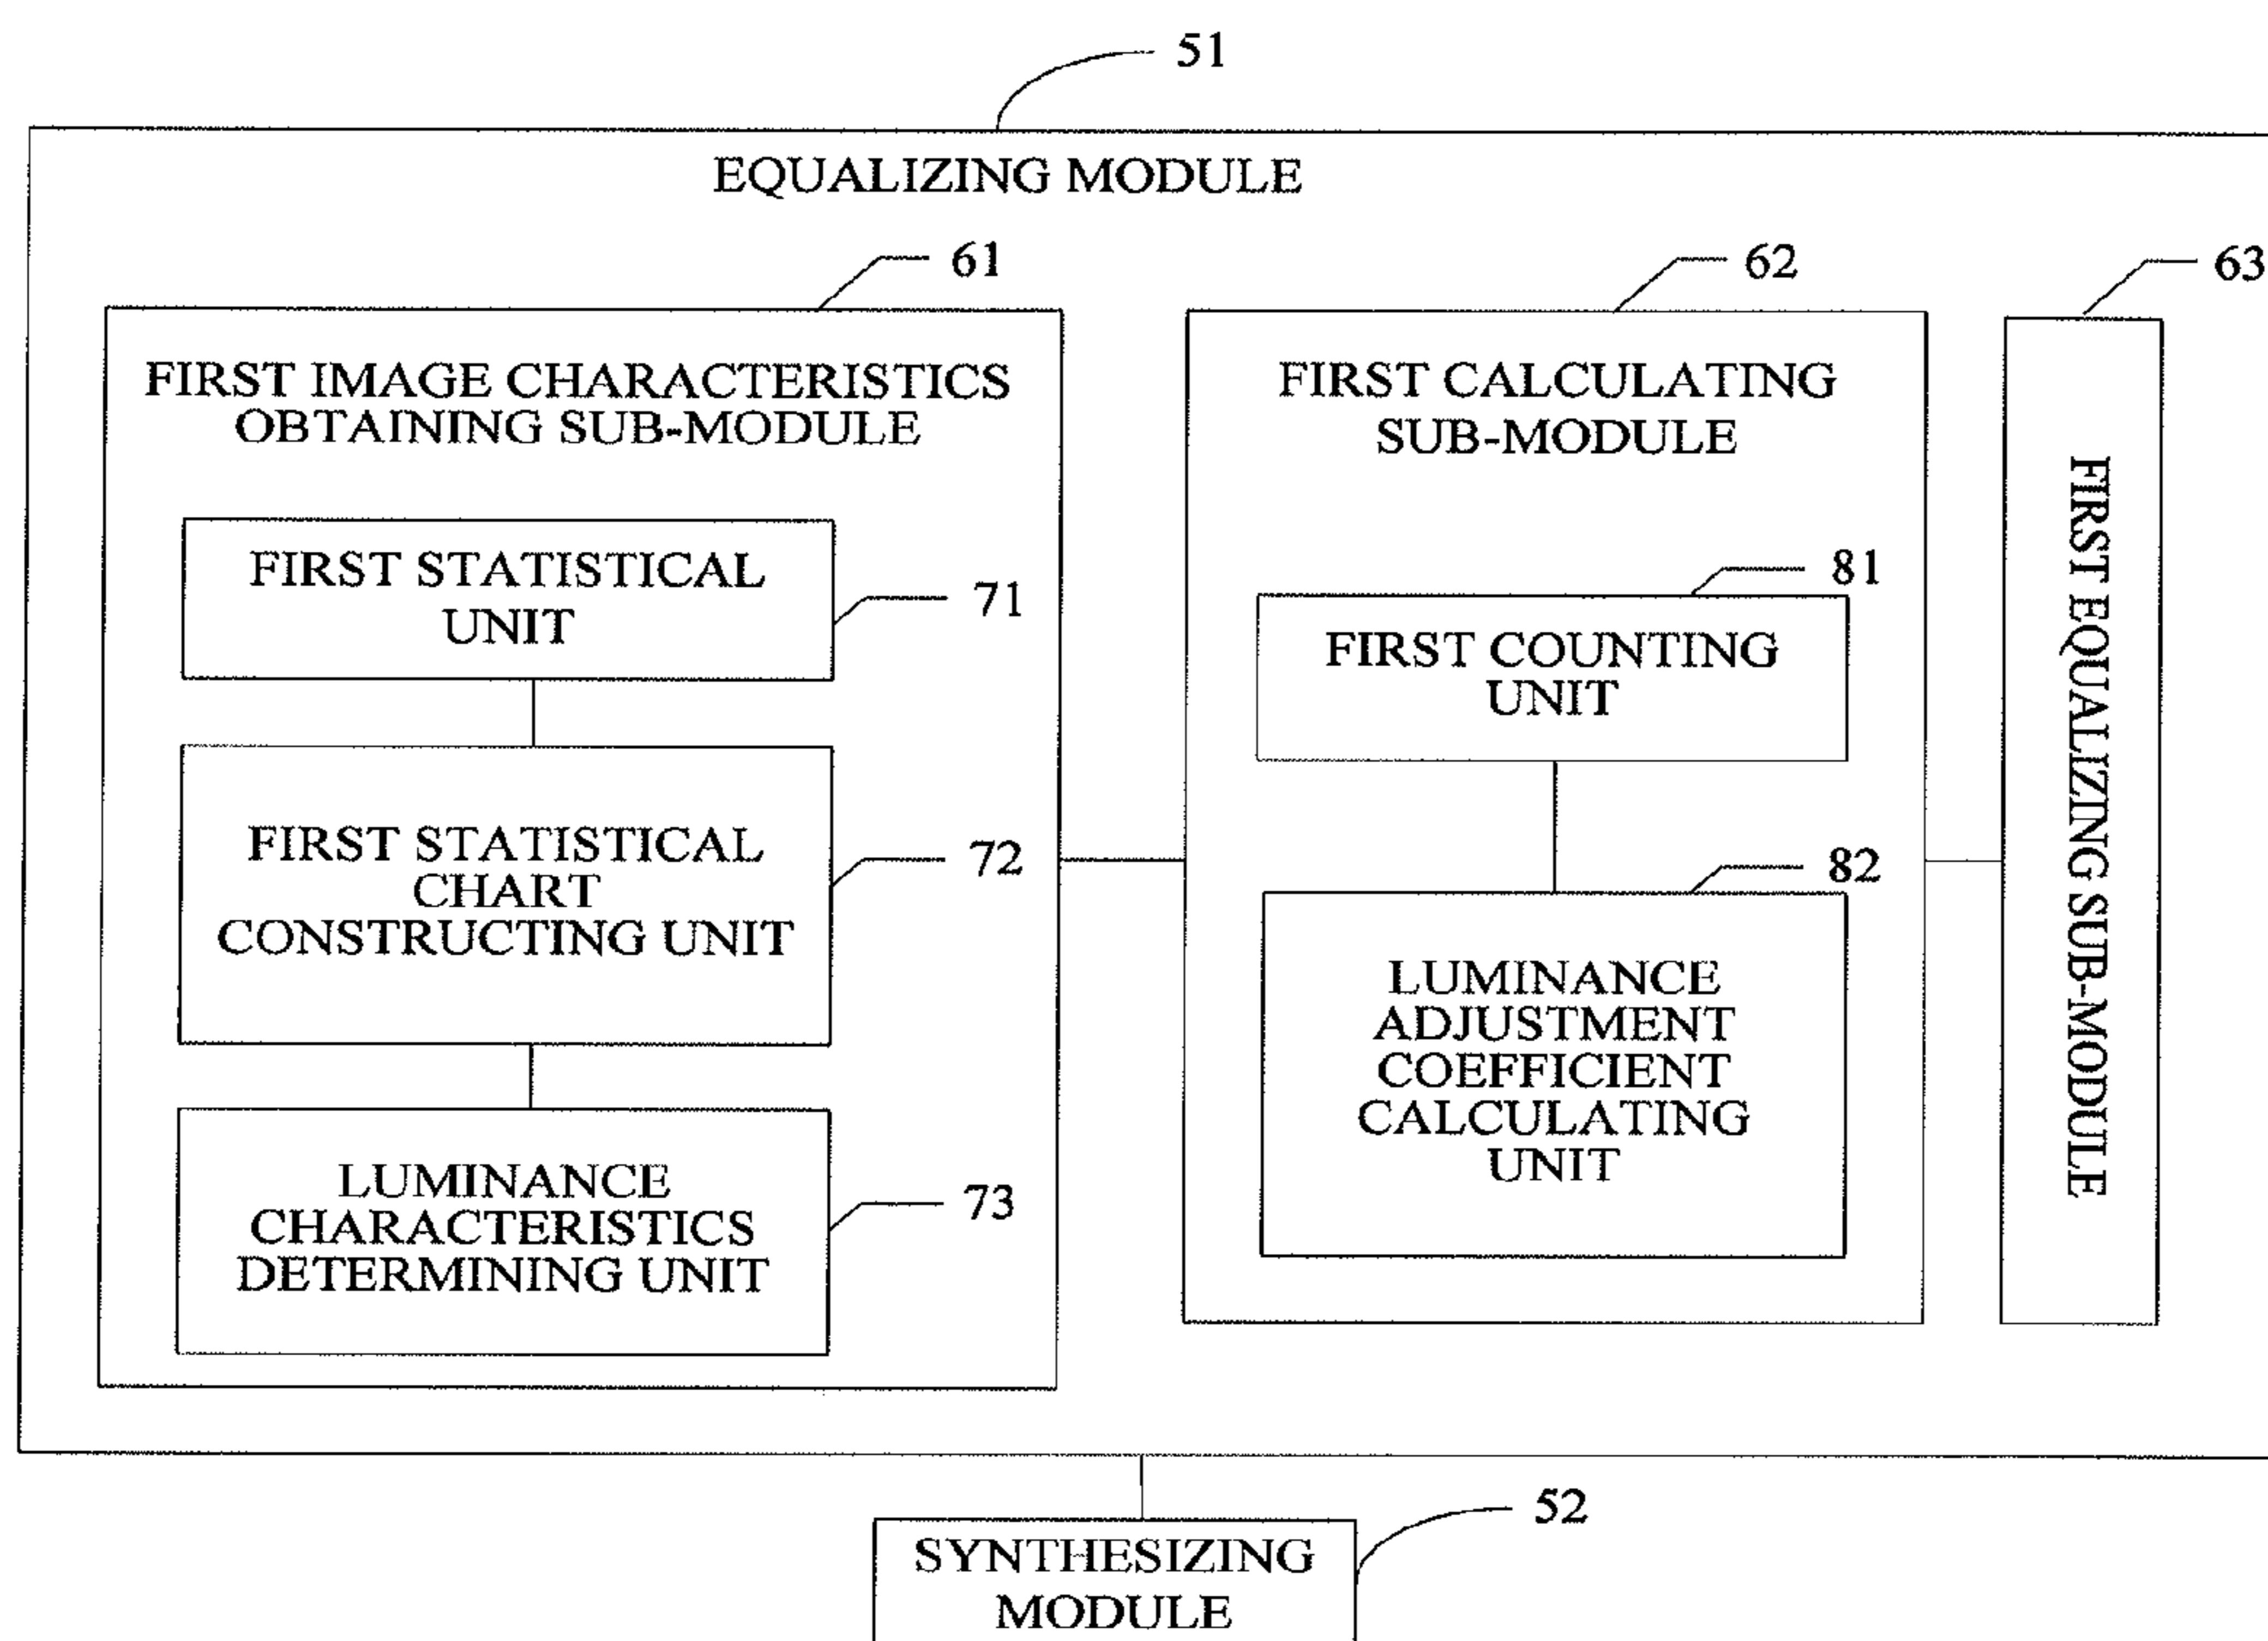 51
EQUALIZING MODULE
61
62
63
FIRST IMAGE CHARACTERISTICS
OBTAINING SUB-MODULE
FIRST CALCULATING
SUB-MODULE
FIRST STATISTICAL
UNIT
71
81
FIRST COUNTING
UNIT
FIRST STATISTICAL
CHART
CONSTRUCTING UNIT
72
82
LUMINANCE
ADJUSTMENT
COEFFICIENT
CALCULATING
UNIT
LUMINANCE
CHARACTERISTICS
DETERMINING UNIT
73
FIRST EQUALIZING SUB-MODULE
52
SYNTHESIZING
MODULE